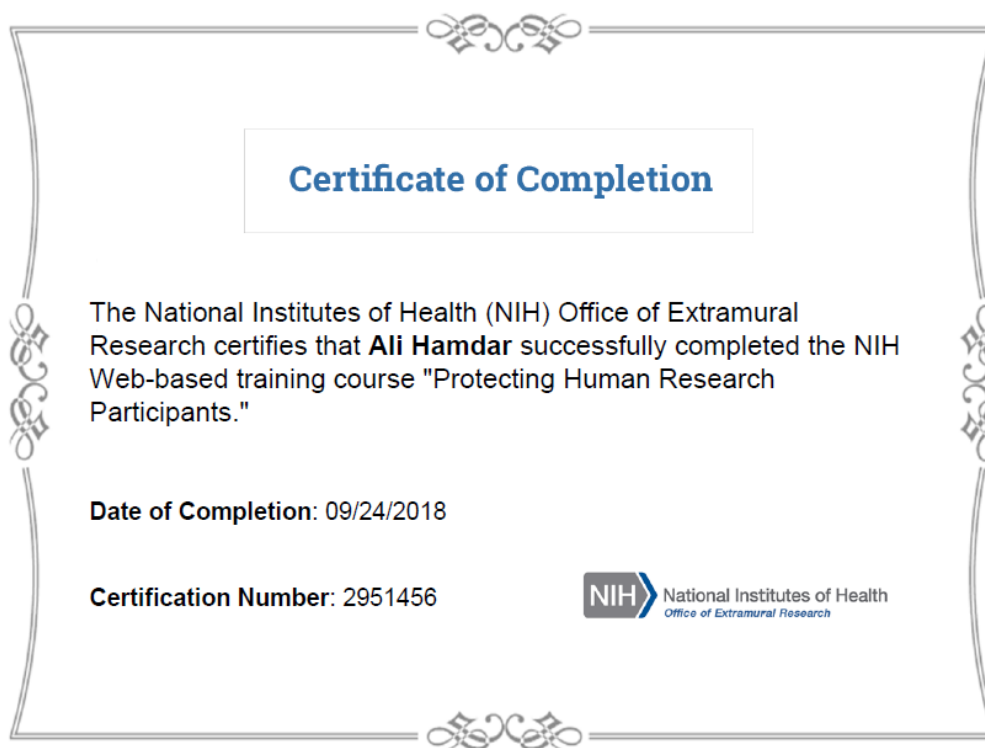 Certificate of Completion
The National Institutes of Health (NIH) Office of Extramural
Research certifies that Ali Hamdar successfully completed the NIH
Web-based training course "Protecting Human Research
Participants."
Date of Completion: 09/24/2018
Certification Number: 2951456
NIH National Institutes of Health
Office of Extramural Research